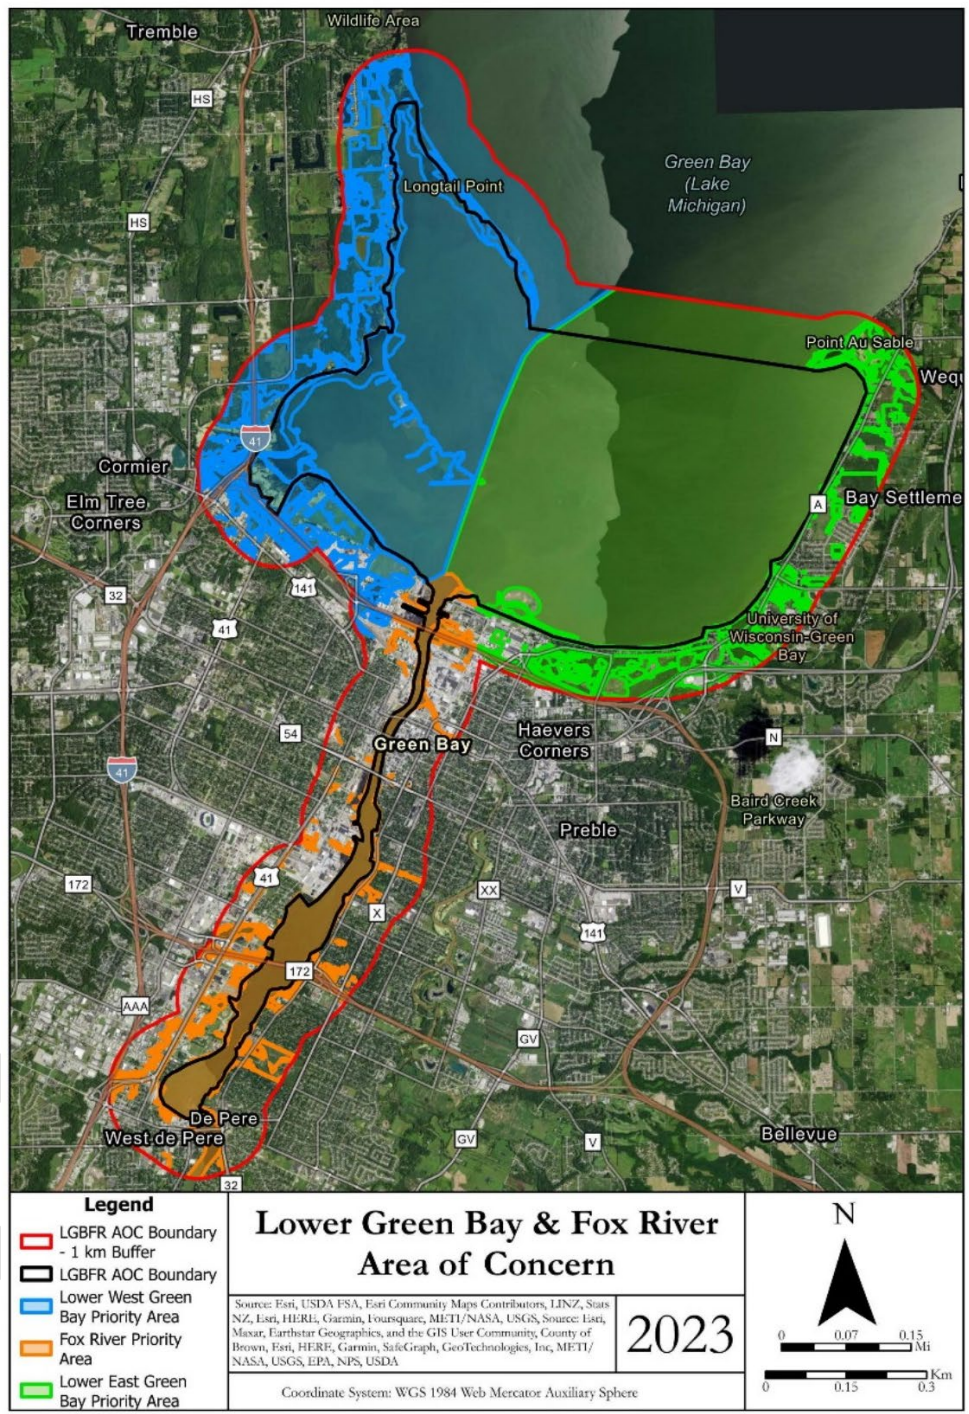 Wildlife Area
Tremble
HS
Green Bay
(Lake
Michigan)
Longtail Point
HS
Point Au Sable
Wequ
41
Cormier
Elm Tree
Corners
A
Bay Settleme
141
32
41
University of
Wisconsin-Green
Bay
54
Green Bay
Haevers
Corners
N
41
Baird Creek
Parkway
Preble
172
41
XX
V
X
141
172
AAA
GV
De Pere
West de Pere
GV
V
Bellevue
32
Legend
LGBFR AOC Boundary
- 1 km Buffer
LGBFR AOC Boundary
Lower West Green
Bay Priority Area
Fox River Priority
Area
Lower East Green
Bay Priority Area
Lower Green Bay & Fox River
Area of Concern
Source: Esri, USDA FSA, Esri Community Maps Contributors, LINZ, Stats
NZ, Esri, HERE, Garmin, Foursquare, METI/NASA, USGS, Source: Esri,
Maxar, Earthstar Geographics, and the GIS User Community, County of
Brown, Esri, HERE, Garmin, SafeGraph, GeoTechnologies, Inc, METI/
NASA, USGS, EPA, NPS, USDA
2023
Coordinate System: WGS 1984 Web Mercator Auxiliary Sphere
N
0 0.07 0.15
Mi
Km
0 0.15 0.3